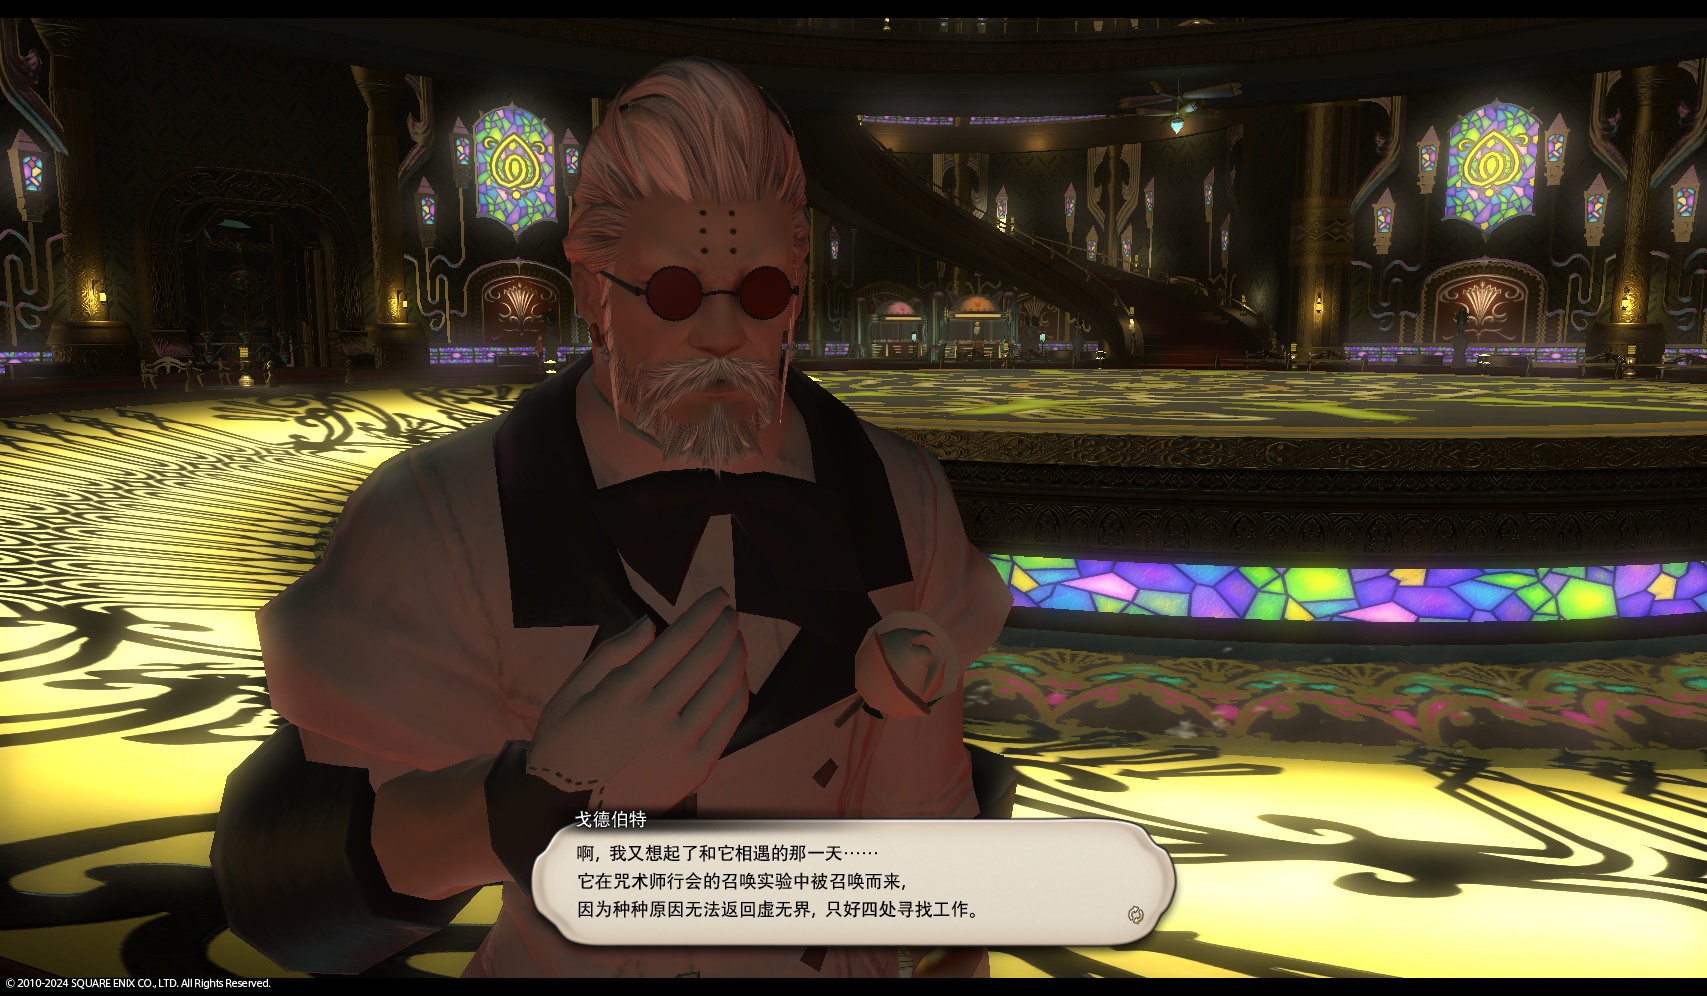 戈德伯特
啊，我又想起了和它相遇的那一天……
它在咒术师行会的召唤实验中被召唤而来，
因为种种原因无法返回虚无界，只好四处寻找工作。
© 2010-2024 SQUARE ENIX CO., LTD. All Rights Reserved.